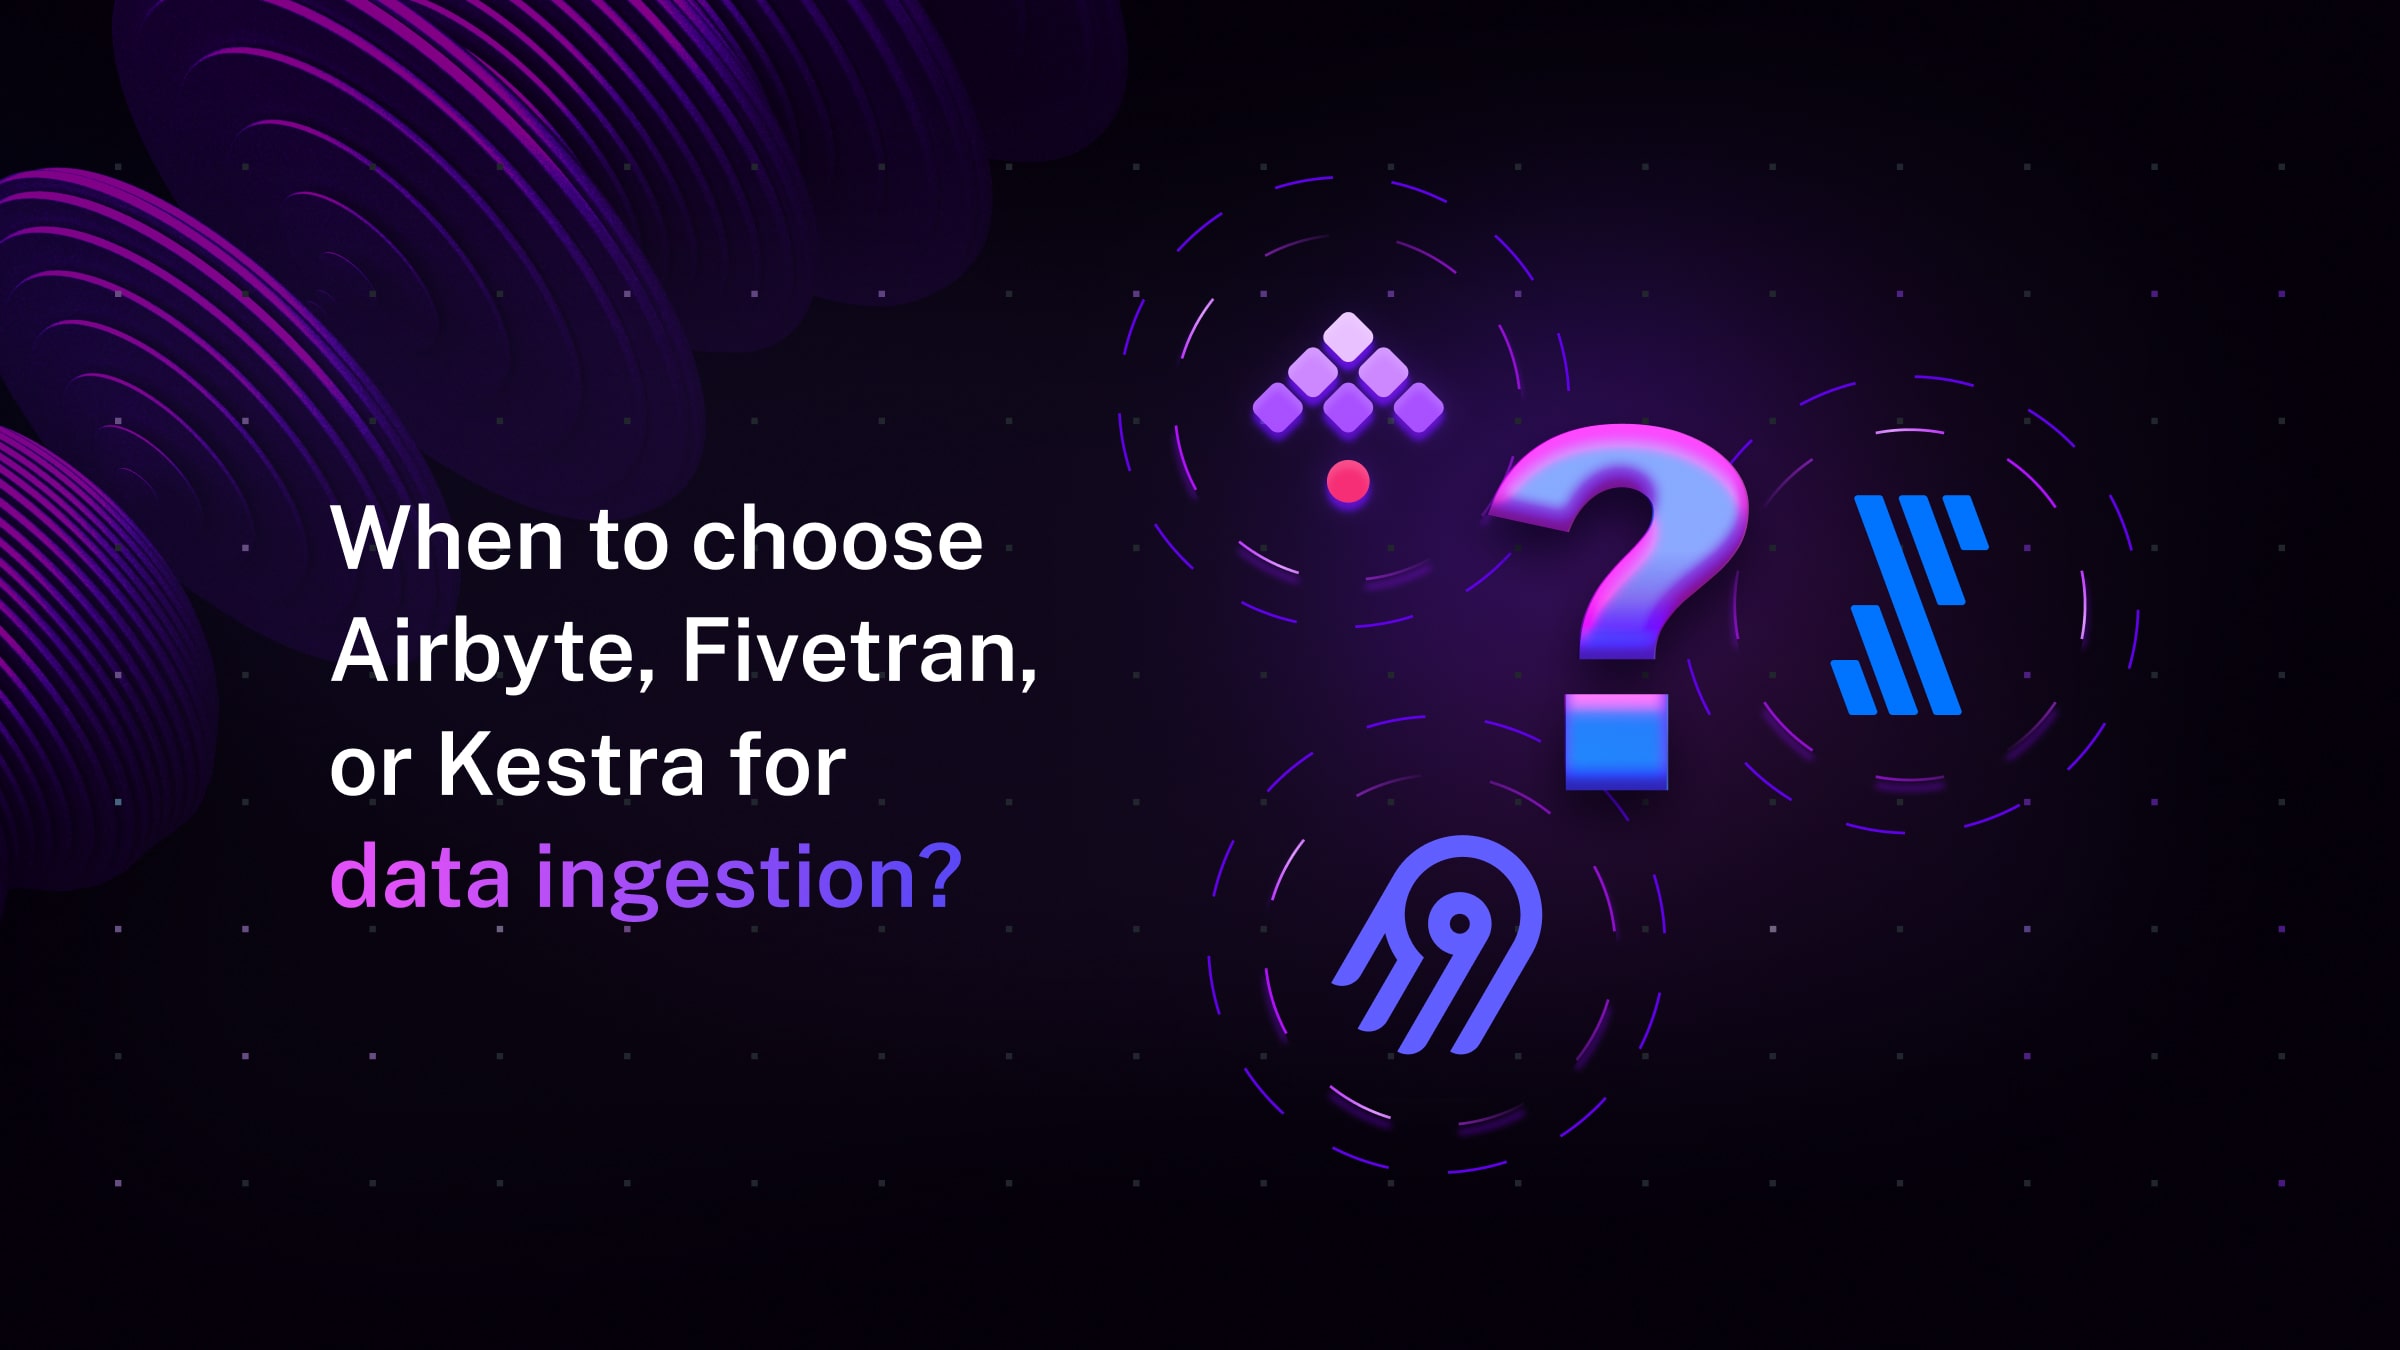 When to choose
Airbyte, Fivetran,
or Kestra for
data ingestion?
?